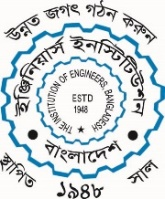 উন্নত জগৎ গঠন করুন
ইঞ্জিনিয়ার্স ইনস্টিটিউশন
THE INSTITUTION OF ENGINEERS, BANGLADESH
ESTD
1948
বাংলাদেশ
স্থাপিত
১৯৪৮
সাল